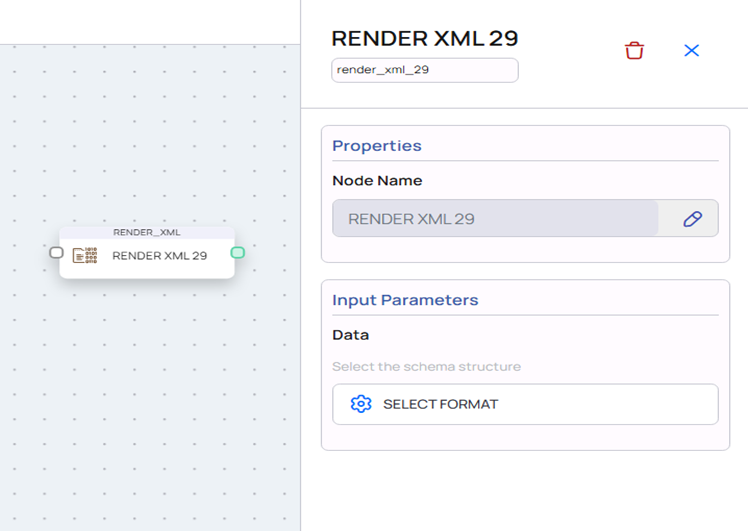 RENDER XML 29
render_xml_29
Properties
Node Name
RENDER XML 29
RENDER_XML
RENDER XML 29
Input Parameters
Data
Select the schema structure
SELECT FORMAT